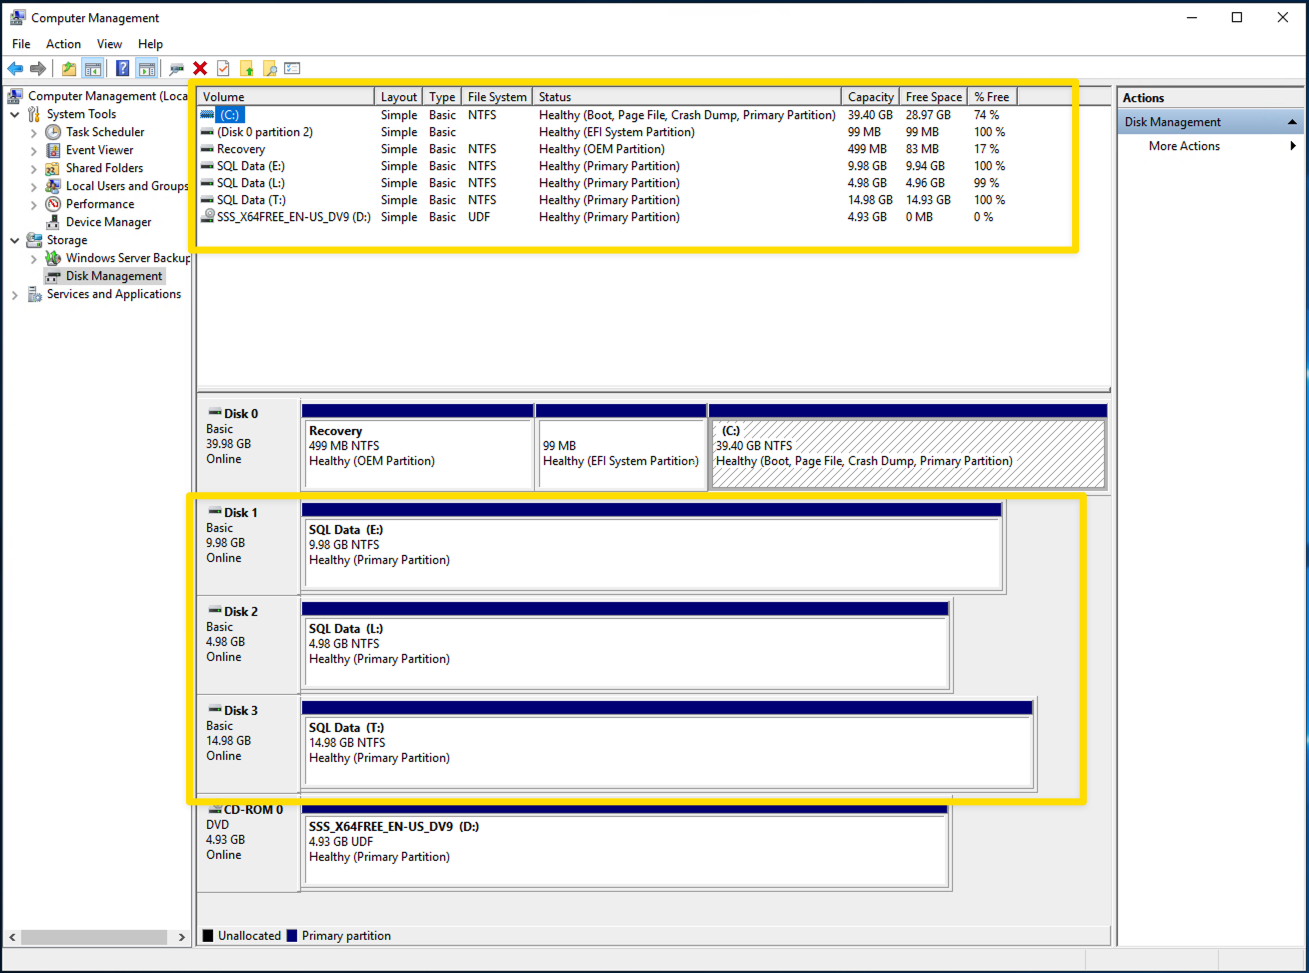 Computer Management
File Action View Help
Computer Management (Loca
System Tools
Task Scheduler
Event Viewer
Shared Folders
Local Users and Groups
Performance
Device Manager
Storage
Windows Server Backup
Disk Management
Services and Applications
Volume Layout Type File System Status Capacity Free Space % Free
(C:) Simple Basic NTFS Healthy (Boot, Page File, Crash Dump, Primary Partition) 39.40 GB 28.97 GB 74 %
(Disk 0 partition 2) Simple Basic Healthy (EFI System Partition) 99 MB 99 MB 100 %
Recovery Simple Basic NTFS Healthy (OEM Partition) 499 MB 83 MB 17 %
SQL Data (E:) Simple Basic NTFS Healthy (Primary Partition) 9.98 GB 9.94 GB 100 %
SQL Data (L:) Simple Basic NTFS Healthy (Primary Partition) 4.98 GB 4.96 GB 99 %
SQL Data (T:) Simple Basic NTFS Healthy (Primary Partition) 14.98 GB 14.93 GB 100 %
SSS_X64FREE_EN-US_DV9 (D:) Simple Basic UDF Healthy (Primary Partition) 4.93 GB 0 MB 0 %
Disk 0
Basic
39.98 GB
Online
Recovery
499 MB NTFS
Healthy (OEM Partition)
99 MB
Healthy (EFI System Partition)
(C:)
39.40 GB NTFS
Healthy (Boot, Page File, Crash Dump, Primary Partition)
Disk 1
Basic
9.98 GB
Online
SQL Data (E:)
9.98 GB NTFS
Healthy (Primary Partition)
Disk 2
Basic
4.98 GB
Online
SQL Data (L:)
4.98 GB NTFS
Healthy (Primary Partition)
Disk 3
Basic
14.98 GB
Online
SQL Data (T:)
14.98 GB NTFS
Healthy (Primary Partition)
CD-ROM 0
DVD
4.93 GB
Online
SSS_X64FREE_EN-US_DV9 (D:)
4.93 GB UDF
Healthy (Primary Partition)
Unallocated Primary partition
Actions
Disk Management
More Actions